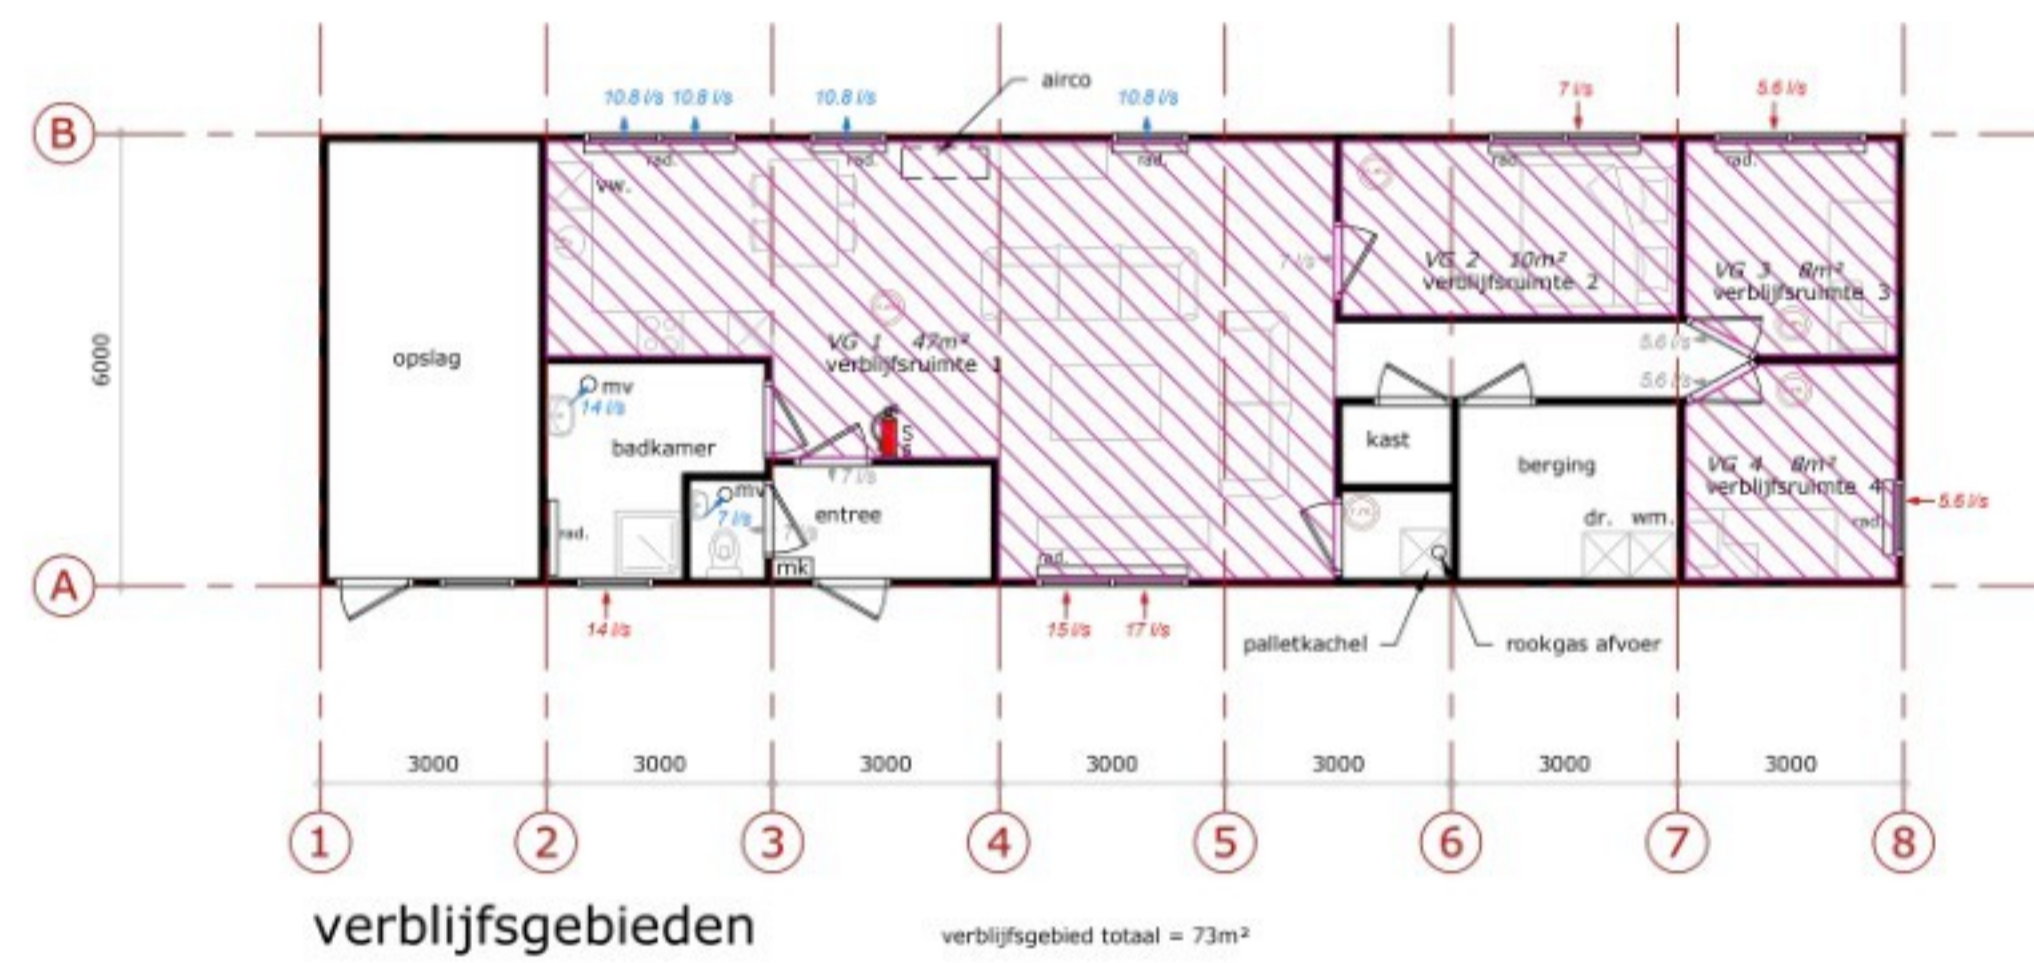 airco
10.8 l/s 10.8 l/s 10.8 l/s 10.8 l/s 7 l/s 5.6 l/s
B
rad. rad. rad. rad. rad.
vw.
7 l/s
VG 2 10m²
verblijfsruimte 2
VG 3 8m²
verblijfsruimte 3
6000
opslag
VG 1 47m²
verblijfsruimte 1
5.6 l/s
5.6 l/s
mv
14 l/s
badkamer
kast
berging
VG 4 8m²
verblijfsruimte 4
5.6 l/s
rad.
7 l/s
mv
7 l/s
entree
dr. wm.
rad.
mk
rad.
A
14 l/s 15 l/s 17 l/s
palletkachel rookgas afvoer
3000 3000 3000 3000 3000 3000 3000
1 2 3 4 5 6 7 8
verblijfsgebieden
verblijfsgebied totaal = 73m²